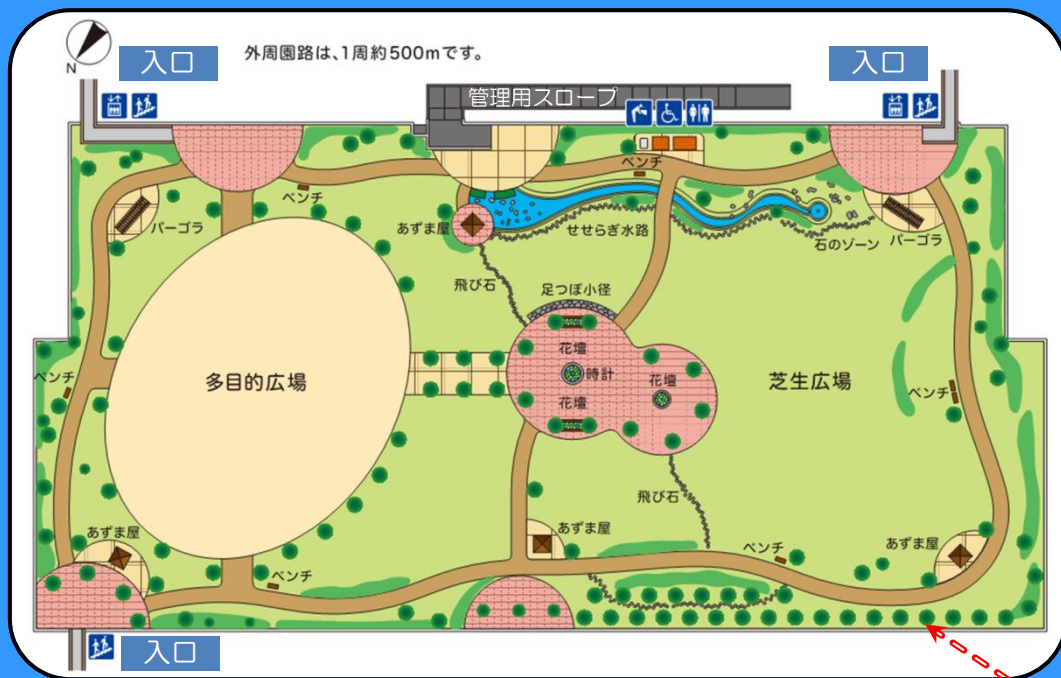 入口
外周園路は、1周約500mです。
入口
N
管理用スロープ
ベンチ
ベンチ
パーゴラ
あずま屋
せせらぎ水路
石のゾーン
パーゴラ
飛び石
足つぼ小径
花壇
時計
花壇
花壇
多目的広場
芝生広場
ベンチ
ベンチ
飛び石
あずま屋
あずま屋
あずま屋
ベンチ
ベンチ
入口